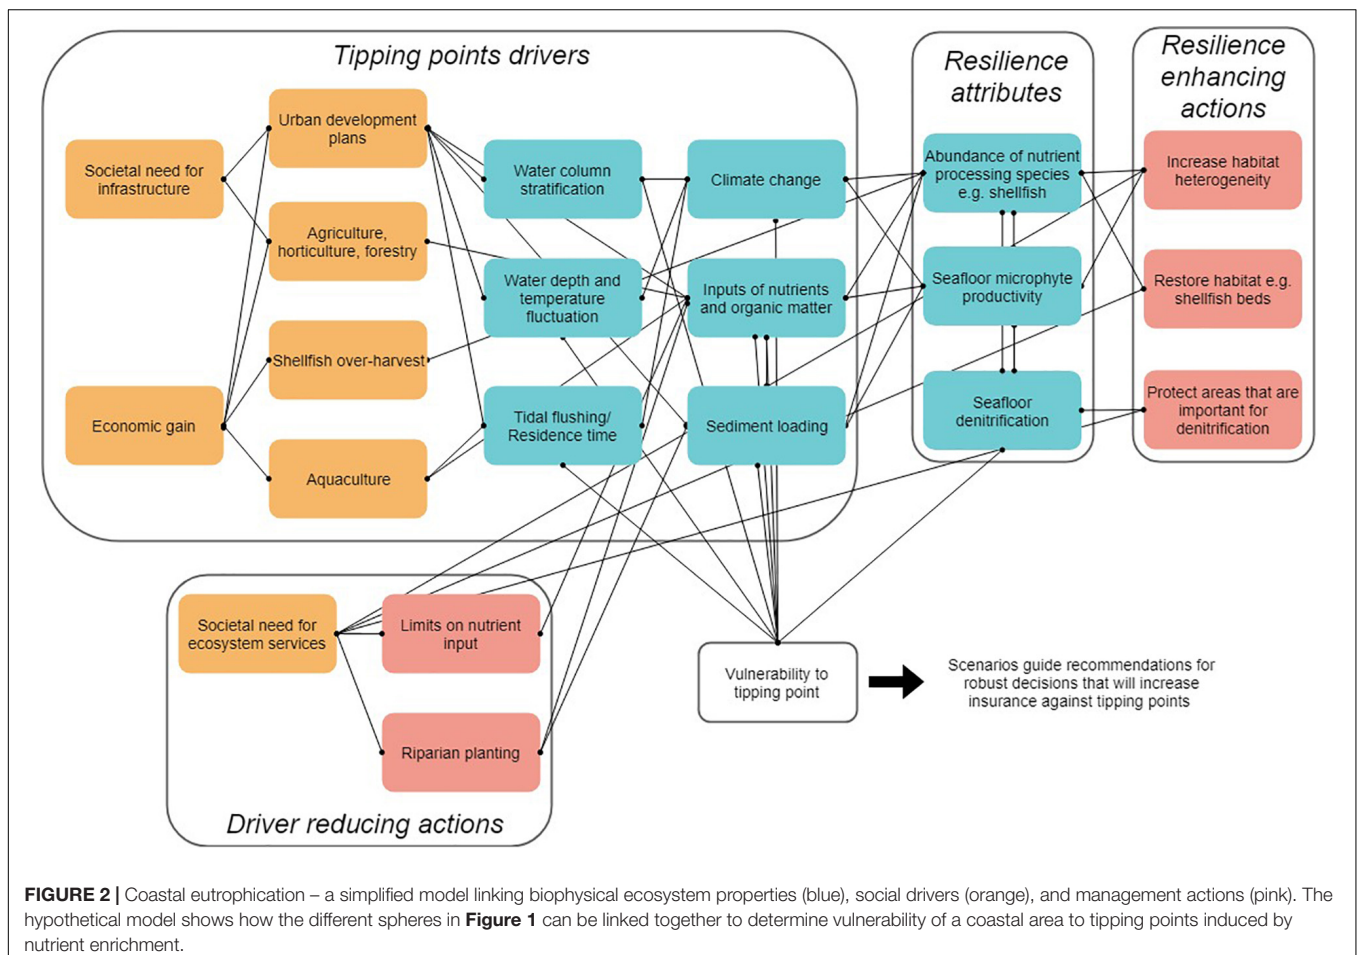 Tipping points drivers
Urban development
plans
Societal need for
infrastructure
Agriculture,
horticulture, forestry
Shellfish over-harvest
Economic gain
Aquaculture
Water column
stratification
Water depth and
temperature
fluctuation
Tidal flushing/
Residence time
Climate change
Inputs of nutrients
and organic matter
Sediment loading
Resilience
attributes
Abundance of nutrient
processing species
e.g. shellfish
Seafloor microphyte
productivity
Seafloor
denitrification
Resilience
enhancing
actions
Increase habitat
heterogeneity
Restore habitat e.g.
shellfish beds
Protect areas that are
important for
denitrification
Societal need for
ecosystem services
Limits on nutrient
input
Riparian planting
Driver reducing actions
Vulnerability to
tipping point
Scenarios guide recommendations for
robust decisions that will increase
insurance against tipping points
FIGURE 2 | Coastal eutrophication – a simplified model linking biophysical ecosystem properties (blue), social drivers (orange), and management actions (pink). The
hypothetical model shows how the different spheres in Figure 1 can be linked together to determine vulnerability of a coastal area to tipping points induced by
nutrient enrichment.